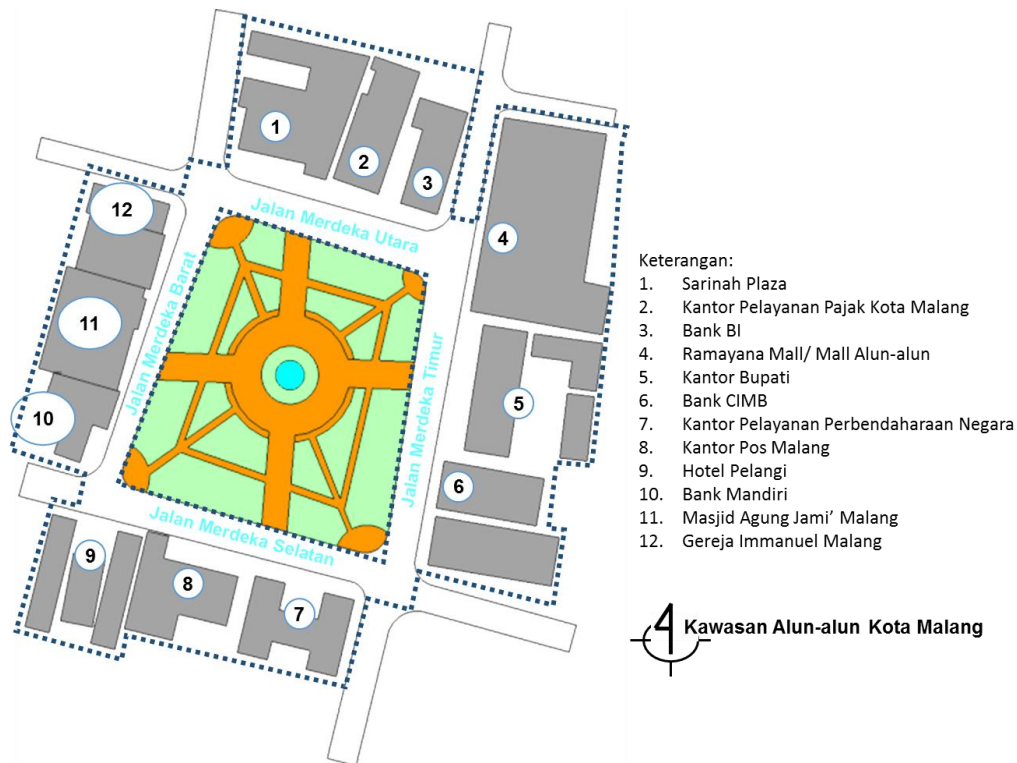 1
2
3
12
Jalan Merdeka Utara
4
Jalan Merdeka Barat
11
Jalan Merdeka Timur
10
5
6
Jalan Merdeka Selatan
9
8
7
Keterangan:
1. Sarinah Plaza
2. Kantor Pelayanan Pajak Kota Malang
3. Bank BI
4. Ramayana Mall/ Mall Alun-alun
5. Kantor Bupati
6. Bank CIMB
7. Kantor Pelayanan Perbendaharaan Negara
8. Kantor Pos Malang
9. Hotel Pelangi
10. Bank Mandiri
11. Masjid Agung Jami’ Malang
12. Gereja Immanuel Malang
Kawasan Alun-alun Kota Malang